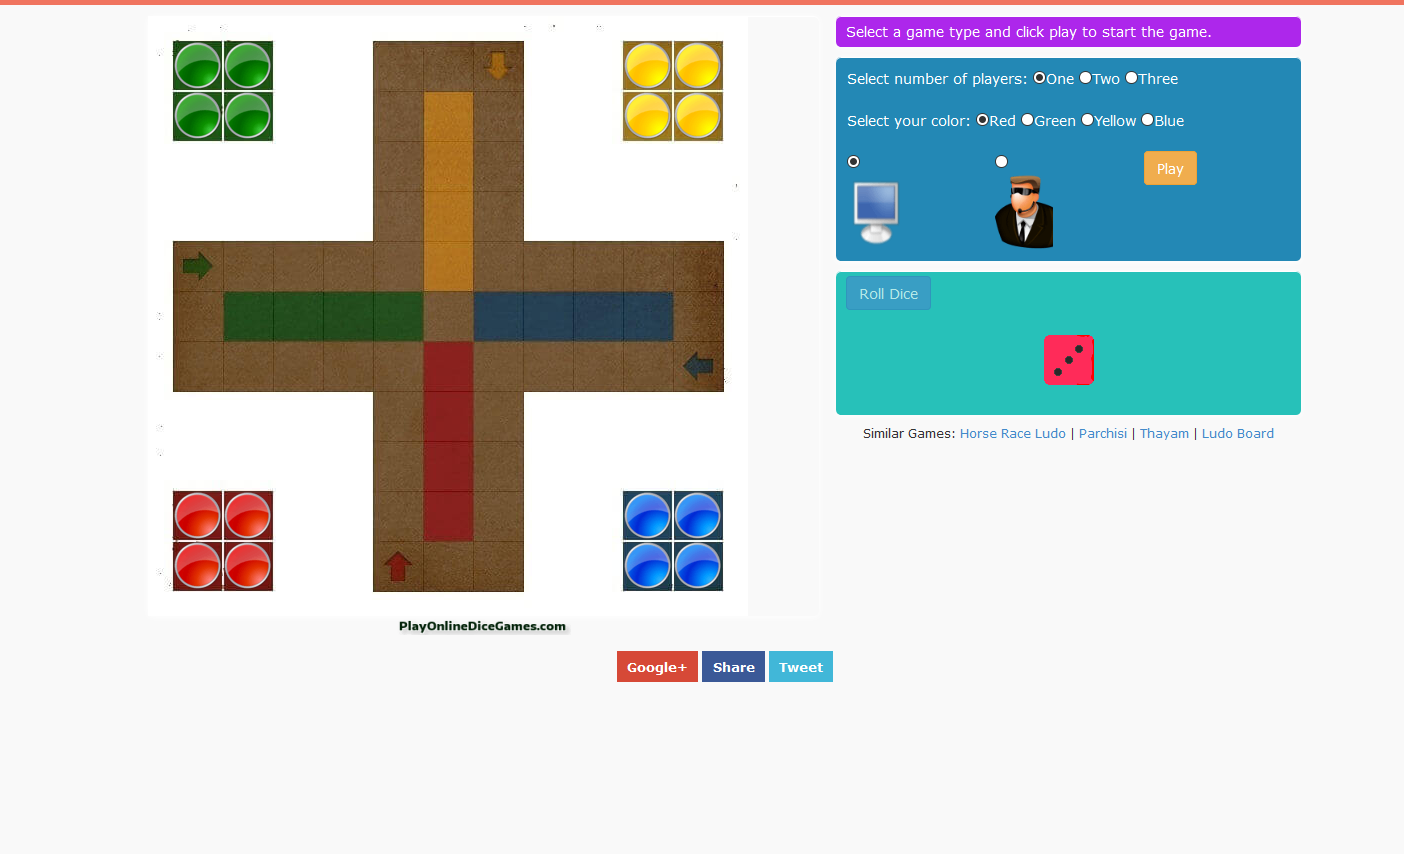 Select a game type and click play to start the game.
Select number of players: One Two Three
Select your color: Red Green Yellow Blue
Play
Roll Dice
Similar Games: Horse Race Ludo | Parchisi | Thayam | Ludo Board
PlayOnlineDiceGames.com
Google+ Share Tweet